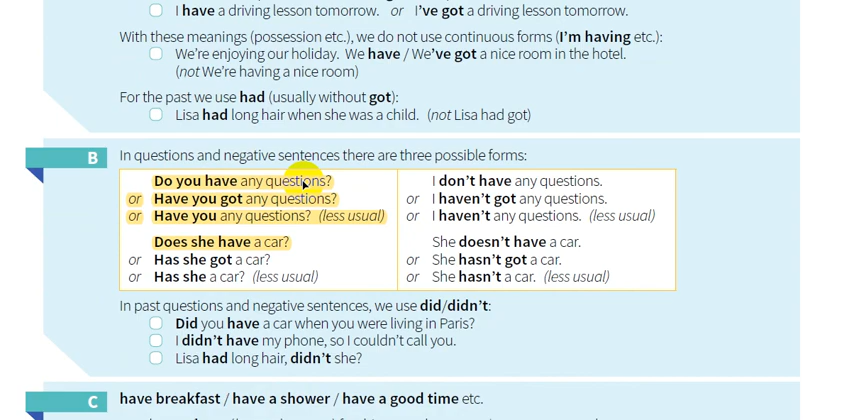 I have a driving lesson tomorrow. or I've got a driving lesson tomorrow.
With these meanings (possession etc.), we do not use continuous forms (I'm having etc.):
We're enjoying our holiday. We have / We've got a nice room in the hotel.
(not We're having a nice room)
For the past we use had (usually without got):
Lisa had long hair when she was a child. (not Lisa had got)
B
In questions and negative sentences there are three possible forms:
Do you have any questions?
or Have you got any questions?
or Have you any questions? (less usual)
Does she have a car?
or Has she got a car?
or Has she a car? (less usual)
I don't have any questions.
or I haven't got any questions.
or I haven't any questions. (less usual)
She doesn't have a car.
or She hasn't got a car.
or She hasn't a car. (less usual)
In past questions and negative sentences, we use did/didn't:
Did you have a car when you were living in Paris?
I didn't have my phone, so I couldn't call you.
Lisa had long hair, didn't she?
C
have breakfast / have a shower / have a good time etc.